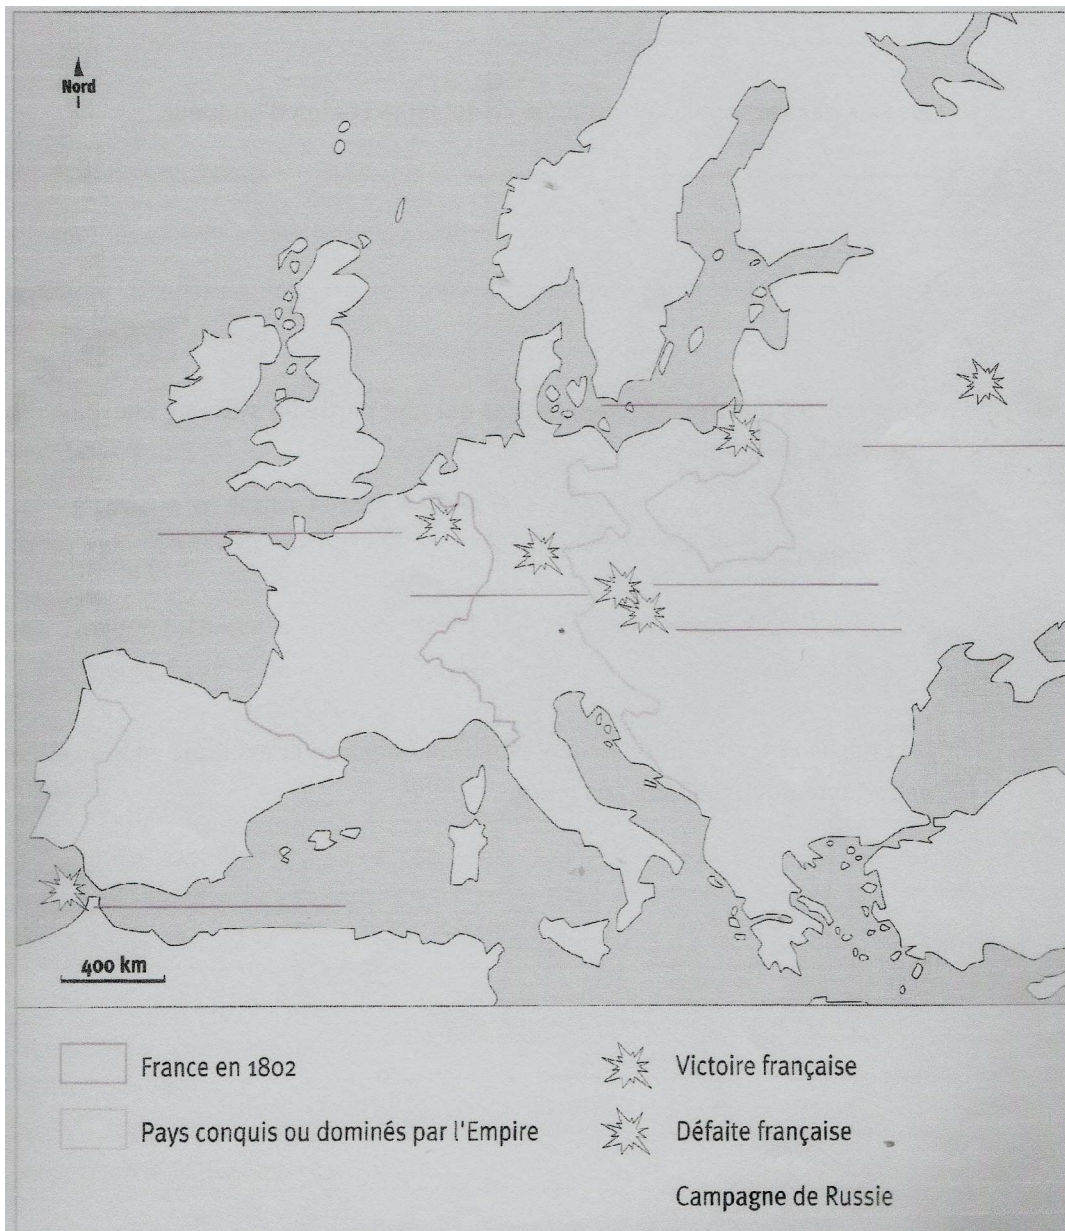 Nord
400 km
France en 1802
Pays conquis ou dominés par l'Empire
Victoire française
Défaite française
Campagne de Russie